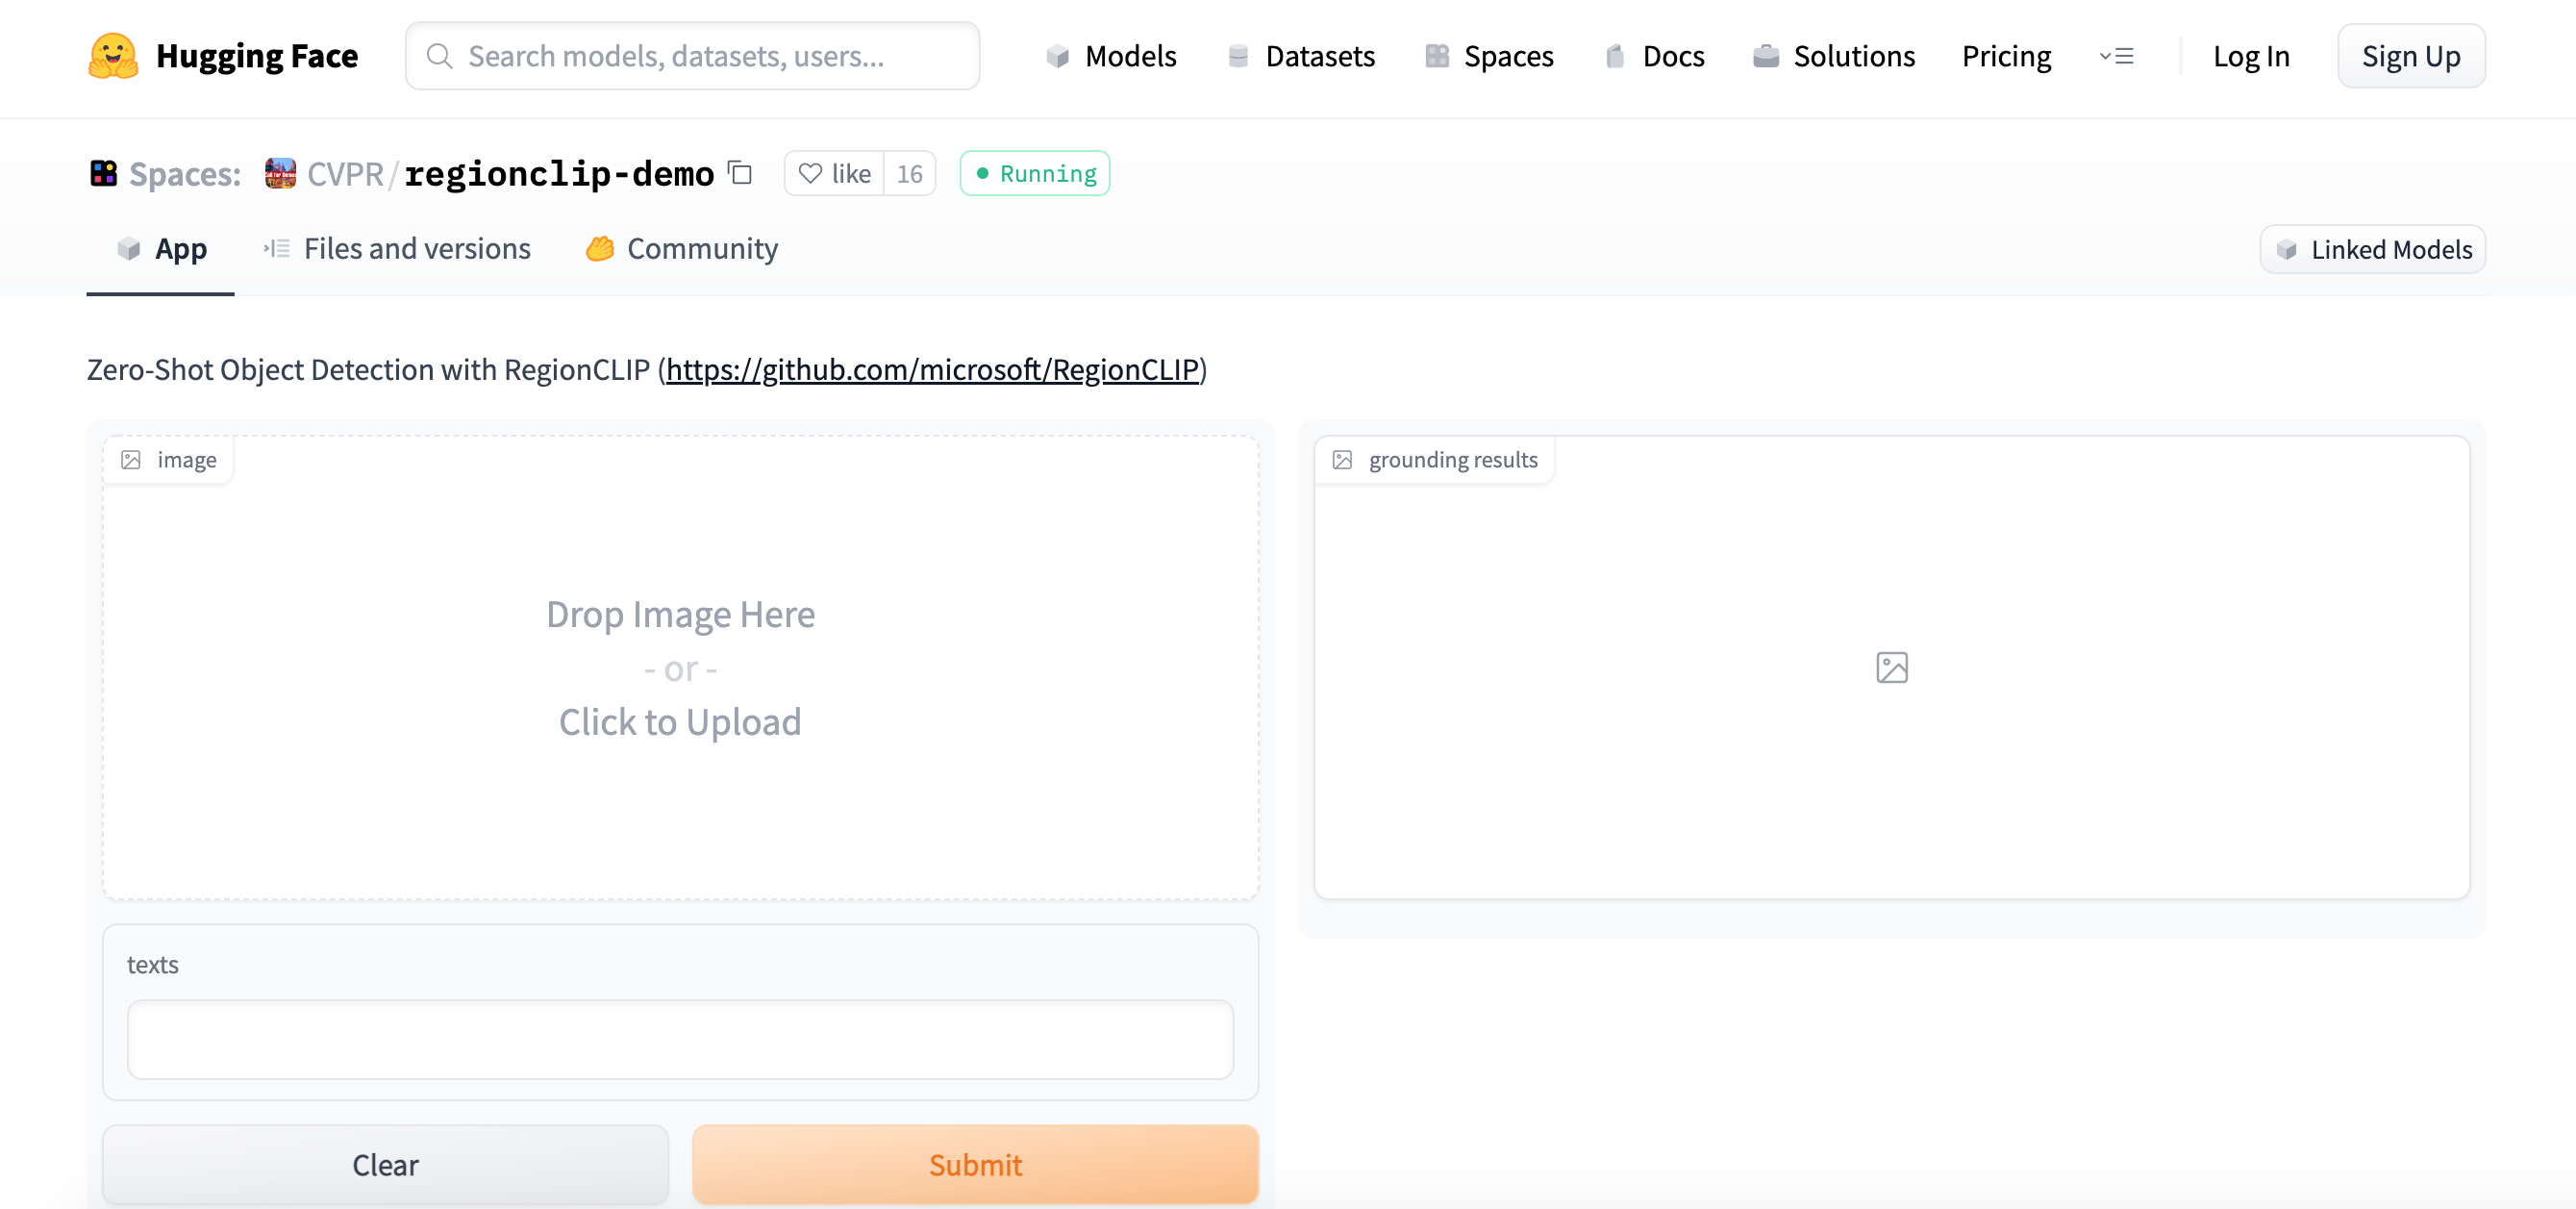 Hugging Face
Search models, datasets, users...
Models
Datasets
Spaces
Docs
Solutions
Pricing
Log In
Sign Up
Spaces: CVPR/regionclip-demo
like 16
Running
App
Files and versions
Community
Linked Models
Zero-Shot Object Detection with RegionCLIP (https://github.com/microsoft/RegionCLIP)
image
Drop Image Here
- or -
Click to Upload
grounding results
texts
Clear
Submit